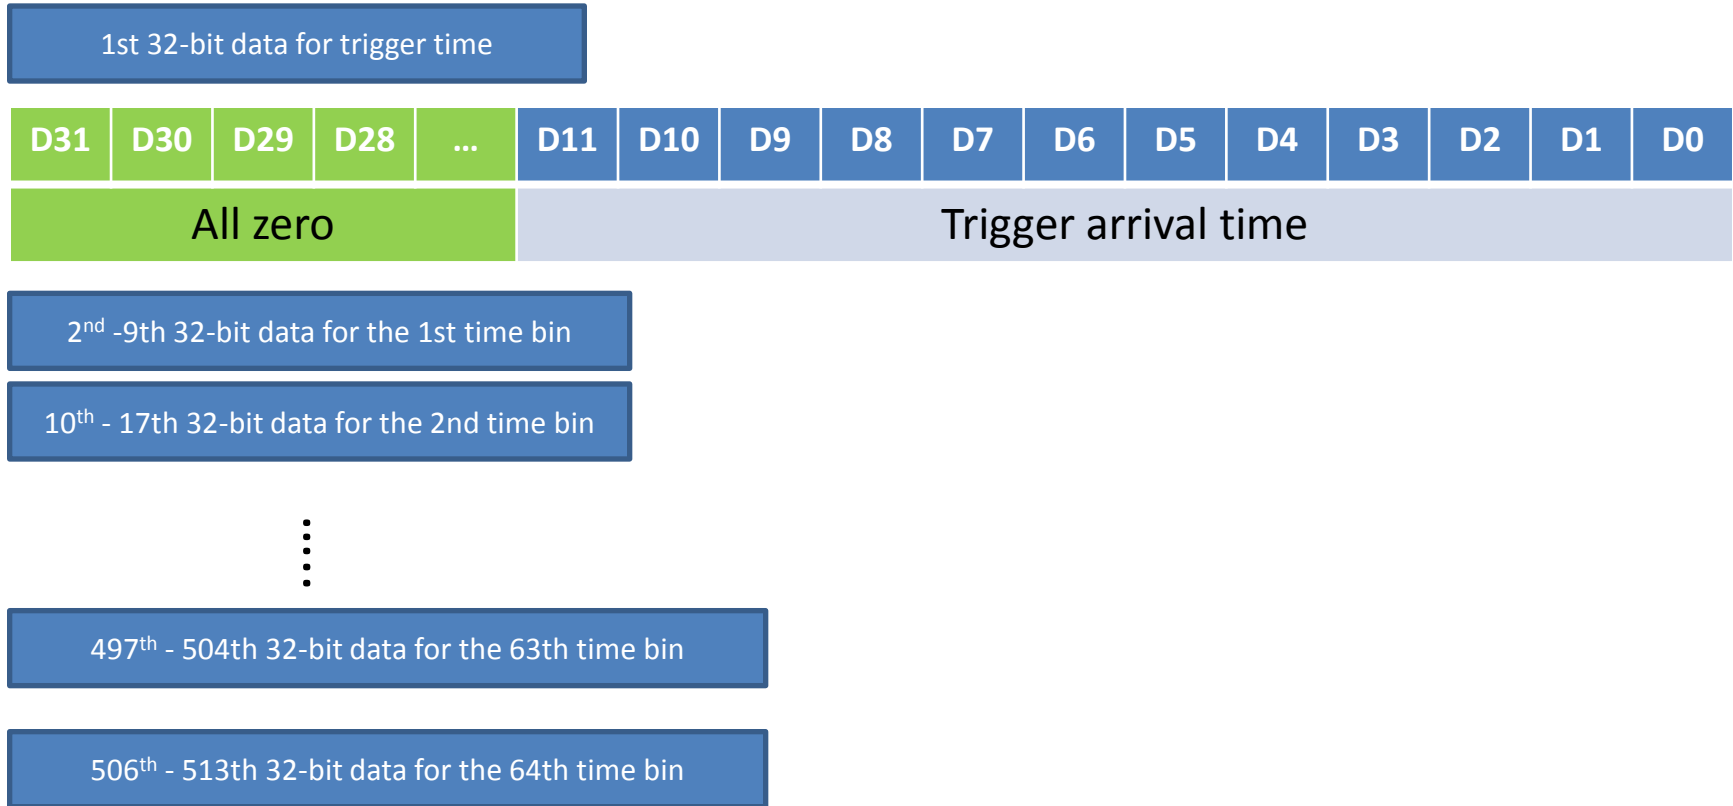 1st 32-bit data for trigger time
D31 D30 D29 D28 ... D11 D10 D9 D8 D7 D6 D5 D4 D3 D2 D1 D0
All zero Trigger arrival time
2nd -9th 32-bit data for the 1st time bin
10th - 17th 32-bit data for the 2nd time bin
497th - 504th 32-bit data for the 63th time bin
506th - 513th 32-bit data for the 64th time bin